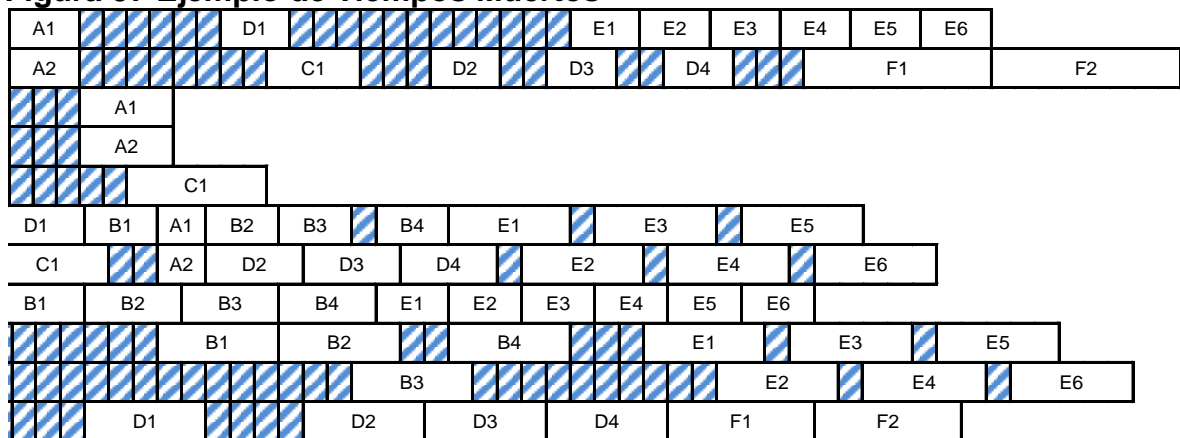 Figura 3. Ejemplo de Tiempos Muertos
A1 D1 E1 E2 E3 E4 E5 E6
A2 C1 D2 D3 D4 F1 F2
A1
A2
C1
D1 B1 A1 B2 B3 B4 E1 E3 E5
C1 A2 D2 D3 D4 E2 E4 E6
B1 B2 B3 B4 E1 E2 E3 E4 E5 E6
B1 B2 B4 E1 E3 E5
B3 E2 E4 E6
D1 D2 D3 D4 F1 F2